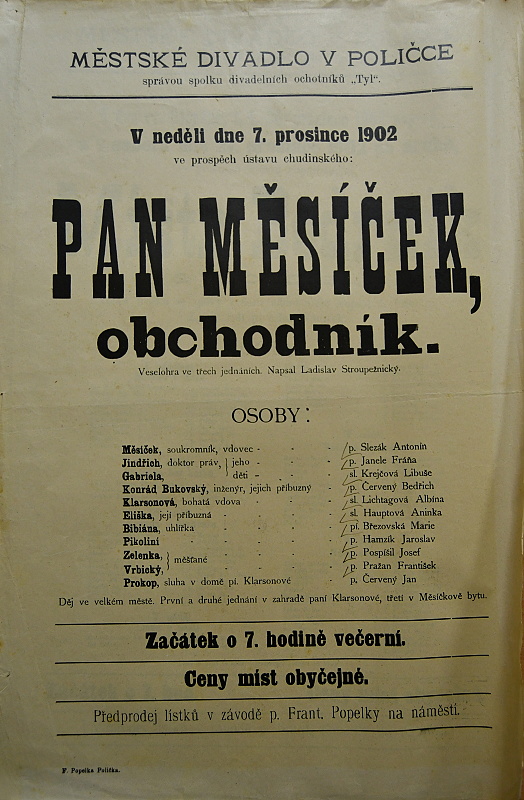 MĚSTSKÉ DIVADLO V POLIČCE
správou spolku divadelních ochotníků „Tyl“.
V neděli dne 7. prosince 1902
ve prospěch ústavu chudinského:
PAN MĚSÍČEK,
obchodník.
Veselohra ve třech jednáních. Napsal Ladislav Stroupežnický.
OSOBY:
Měsíček, soukromník, vdovec - - - p. Slezák Antonín
Jindřich, doktor práv, } jeho - - - p. Janele Fráňa
Gabriela, } děti - - - sl. Krejčová Libuše
Konrád Bukovský, inženýr, jejich příbuzný - p. Červený Bedřich
Klarsonová, bohatá vdova - - - sl. Lichtagová Albína
Eliška, její příbuzná - - - sl. Hauptová Aninka
Bibiána, uhlířka - - - pí. Březovská Marie
Pikolini - - - p. Hamzík Jaroslav
Zelenka, } měšťané - - - p. Pospíšil Josef
Vrbický, } - - - p. Pražan František
Prokop, sluha v domě pí. Klarsonové - p. Červený Jan
Děj ve velkém městě. První a druhé jednání v zahradě paní Klarsonové, třetí v Měsíčkově bytu.
Začátek o 7. hodině večerní.
Ceny míst obyčejné.
Předprodej lístků v závodě p. Frant. Popelky na náměstí.
F. Popelka Polička.